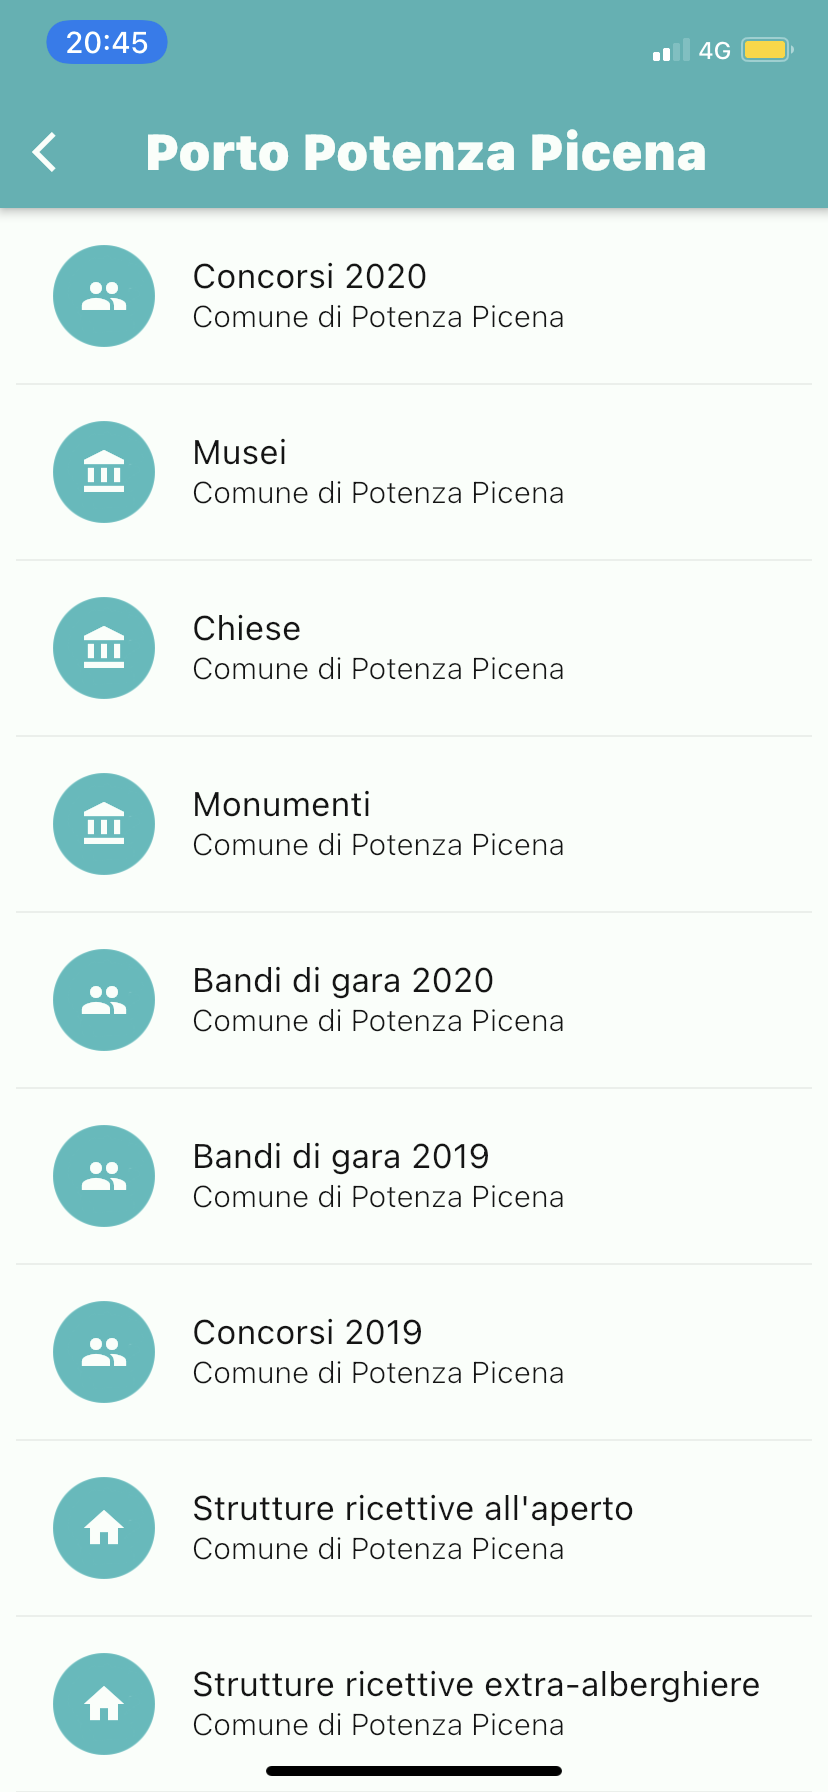 20:45
4G
Porto Potenza Picena
Concorsi 2020
Comune di Potenza Picena
Musei
Comune di Potenza Picena
Chiese
Comune di Potenza Picena
Monumenti
Comune di Potenza Picena
Bandi di gara 2020
Comune di Potenza Picena
Bandi di gara 2019
Comune di Potenza Picena
Concorsi 2019
Comune di Potenza Picena
Strutture ricettive all'aperto
Comune di Potenza Picena
Strutture ricettive extra-alberghiere
Comune di Potenza Picena